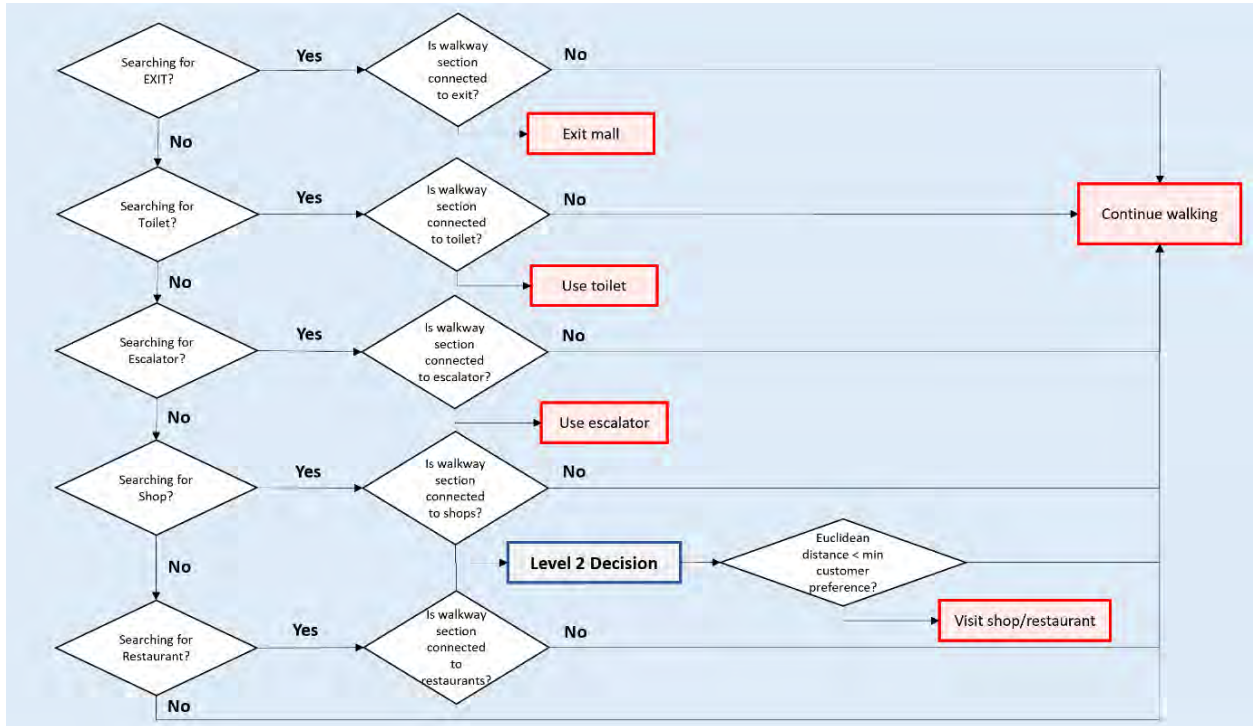 Searching for
EXIT?
Yes
Is walkway
section
connected
to exit?
No
Exit mall
No
Searching for
Toilet?
Yes
Is walkway
section
connected
to toilet?
No
Continue walking
Use toilet
No
Searching for
Escalator?
Yes
Is walkway
section
connected
to escalator?
No
Use escalator
No
Searching for
Shop?
Yes
Is walkway
section
connected
to shops?
No
Level 2 Decision
Euclidean
distance < min
customer
preference?
Visit shop/restaurant
No
Searching for
Restaurant?
Yes
Is walkway
section
connected
to
restaurants?
No
No